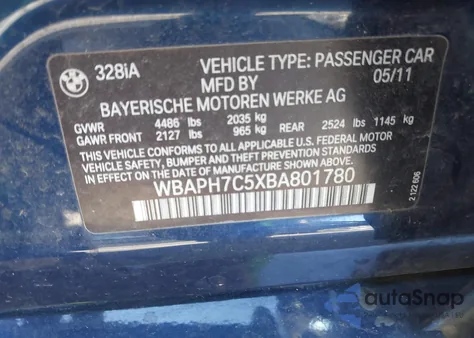 328iA
VEHICLE TYPE: PASSENGER CAR
MFD BY 05/11
BAYERISCHE MOTOREN WERKE AG
GVWR 4486 lbs 2035 kg
GAWR FRONT 2127 lbs 965 kg REAR 2524 lbs 1145 kg
THIS VEHICLE CONFORMS TO ALL APPLICABLE U.S. FEDERAL MOTOR
VEHICLE SAFETY, BUMPER AND THEFT PREVENTION STANDARDS
IN EFFECT ON THE DATE OF MANUFACTURE SHOWN ABOVE.
WBAPH7C5XBA801780
2 122 606
autoSnap